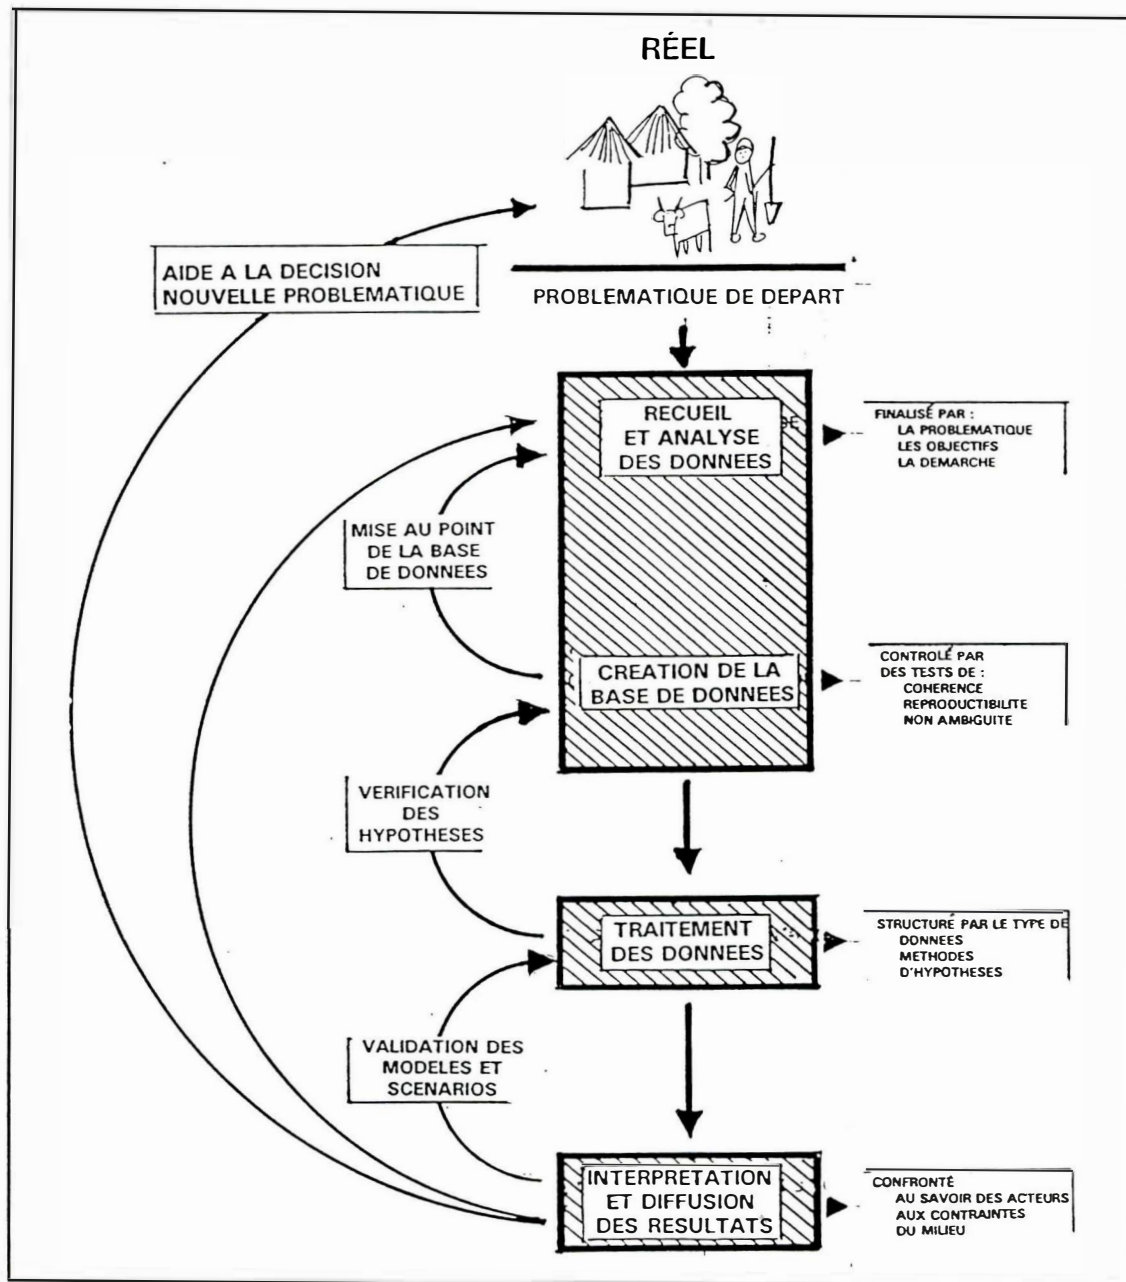 RÉEL
AIDE A LA DECISION
NOUVELLE PROBLEMATIQUE
PROBLEMATIQUE DE DEPART
RECUEIL
ET ANALYSE
DES DONNEES
DE
FINALISÉ PAR :
LA PROBLEMATIQUE
LES OBJECTIFS
LA DEMARCHE
MISE AU POINT
DE LA BASE
DE DONNEES
CREATION DE LA
BASE DE DONNEES
CONTROLÉ PAR
DES TESTS DE :
COHERENCE
REPRODUCTIBILITE
NON AMBIGUITE
VERIFICATION
DES
HYPOTHESES
TRAITEMENT
DES DONNEES
STRUCTURÉ PAR LE TYPE DE
DONNEES
METHODES
D'HYPOTHESES
VALIDATION DES
MODELES ET
SCENARIOS
INTERPRETATION
ET DIFFUSION
DES RESULTATS
CONFRONTÉ
AU SAVOIR DES ACTEURS
AUX CONTRAINTES
DU MILIEU